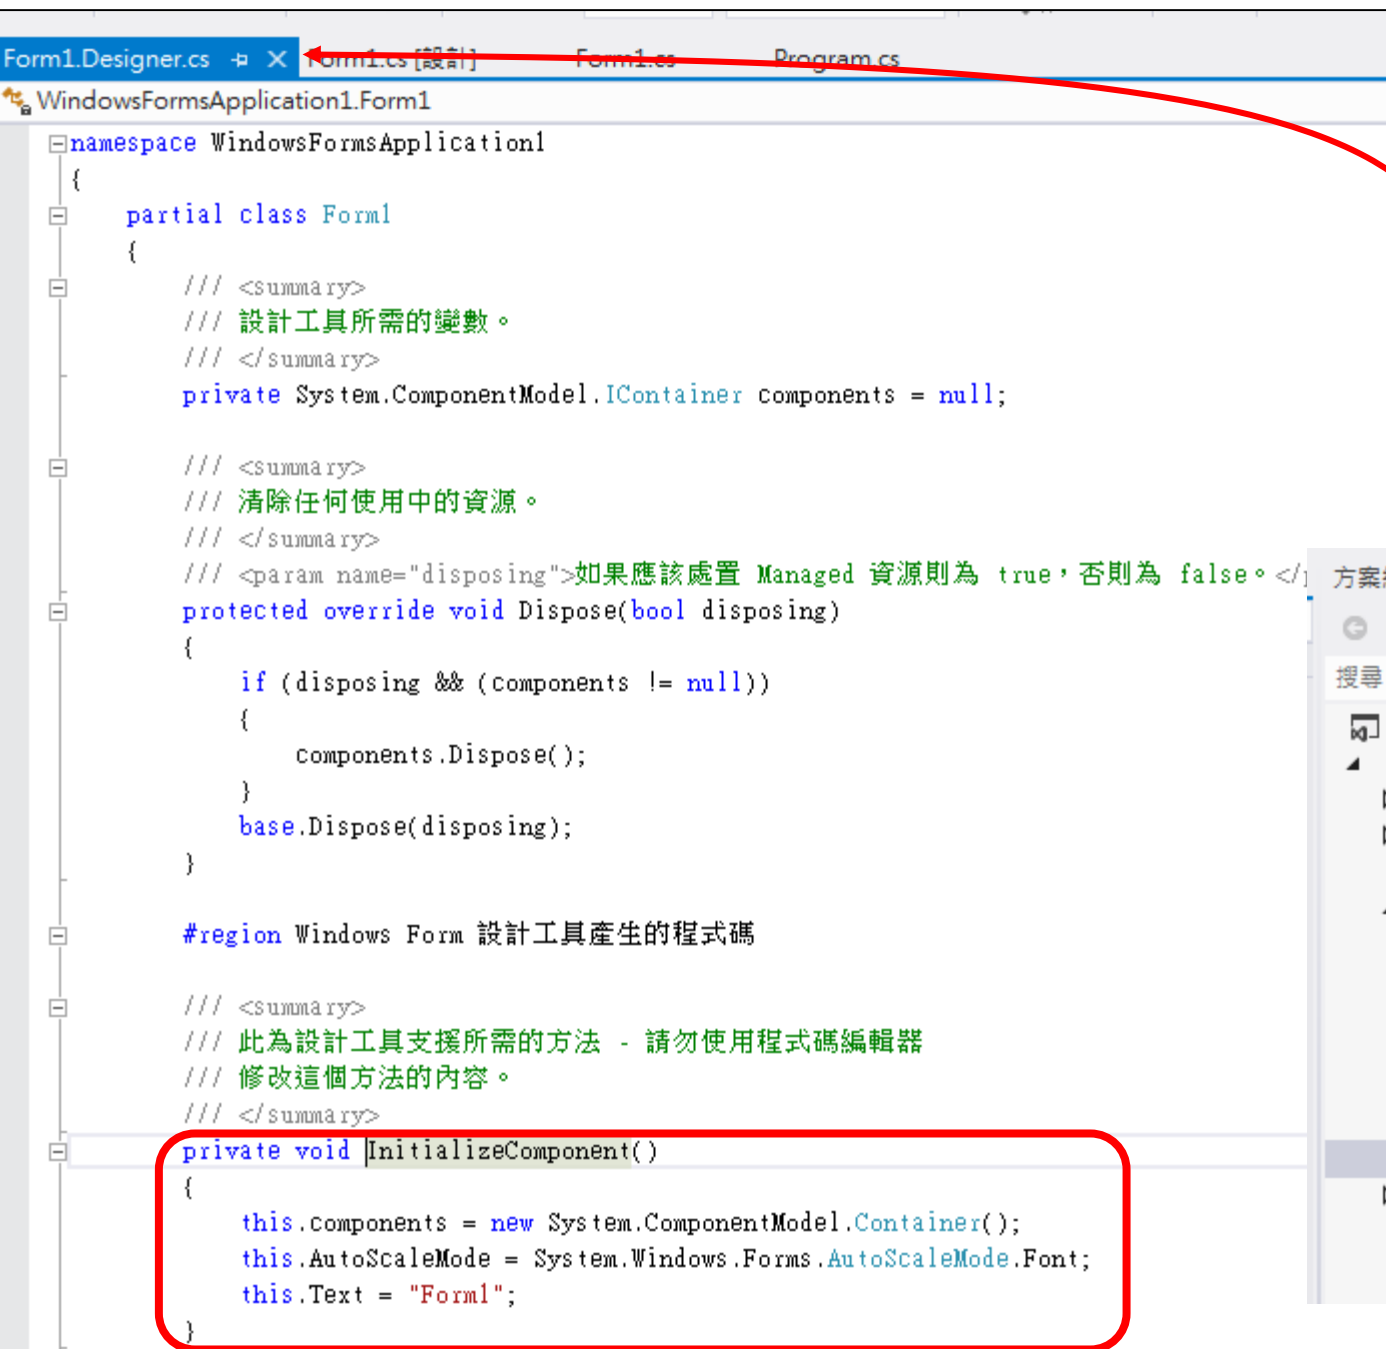 Form1.Designer.cs Form1.cs [設計] Form1.cs Program.cs
WindowsFormsApplication1.Form1
namespace WindowsFormsApplication1
{
partial class Form1
{
/// <summary>
/// 設計工具所需的變數。
/// </summary>
private System.ComponentModel.IContainer components = null;
/// <summary>
/// 清除任何使用中的資源。
/// </summary>
/// <param name="disposing">如果應該處置 Managed 資源則為 true，否則為 false。</
protected override void Dispose(bool disposing)
{
if (disposing && (components != null))
{
components.Dispose();
}
base.Dispose(disposing);
}
#region Windows Form 設計工具產生的程式碼
/// <summary>
/// 此為設計工具支援所需的方法 - 請勿使用程式碼編輯器
/// 修改這個方法的內容。
/// </summary>
private void InitializeComponent()
{
this.components = new System.ComponentModel.Container();
this.AutoScaleMode = System.Windows.Forms.AutoScaleMode.Font;
this.Text = "Form1";
}
方案
搜尋